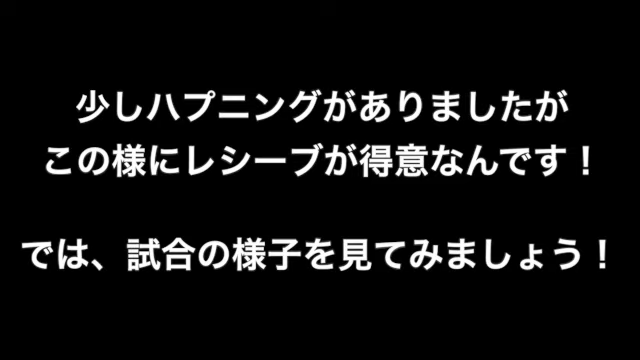 少しハプニングがありましたが
この様にレシーブが得意なんです！
では、試合の様子を見てみましょう！